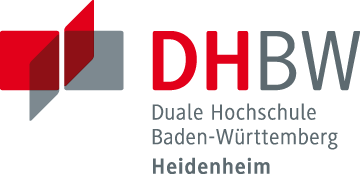 DHBW
Duale Hochschule
Baden-Württemberg
Heidenheim